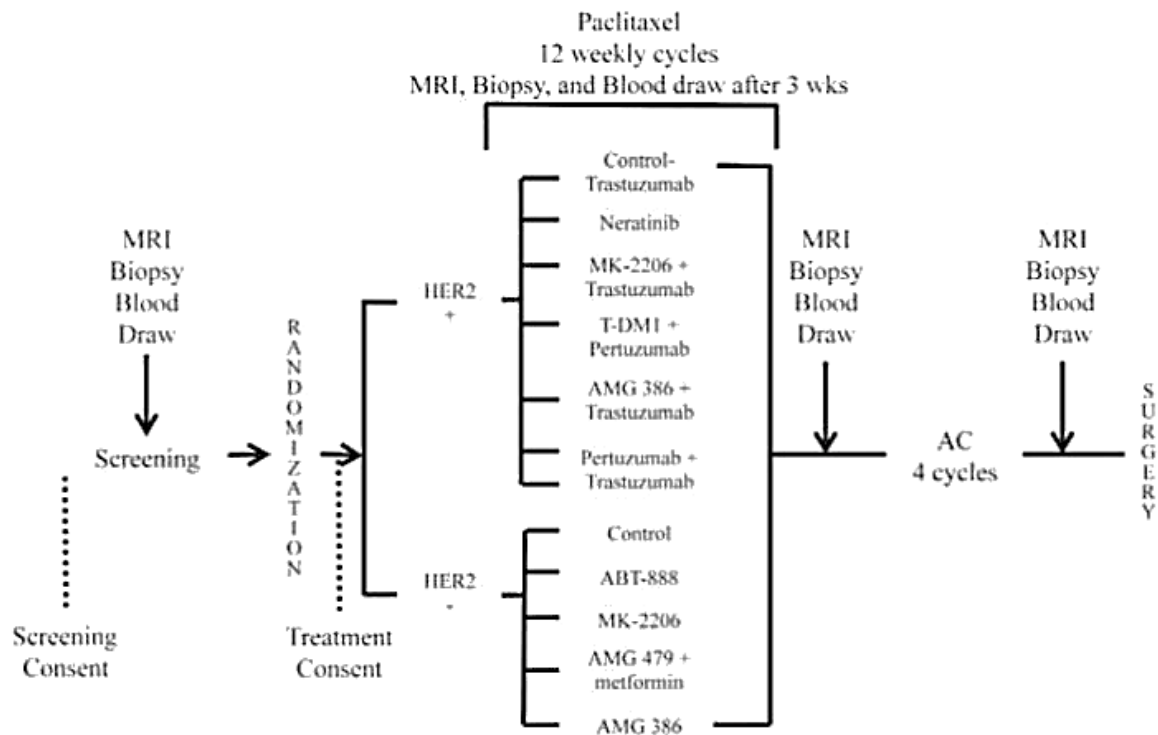 Paclitaxel
12 weekly cycles
MRI, Biopsy, and Blood draw after 3 wks
MRI
Biopsy
Blood
Draw
Screening
Screening
Consent
RANDOMIZATION
Treatment
Consent
HER2
+
Control-
Trastuzumab
Neratinib
MK-2206 +
Trastuzumab
T-DM1 +
Pertuzumab
AMG 386 +
Trastuzumab
Pertuzumab +
Trastuzumab
HER2
-
Control
ABT-888
MK-2206
AMG 479 +
metformin
AMG 386
MRI
Biopsy
Blood
Draw
AC
4 cycles
MRI
Biopsy
Blood
Draw
SURGERY